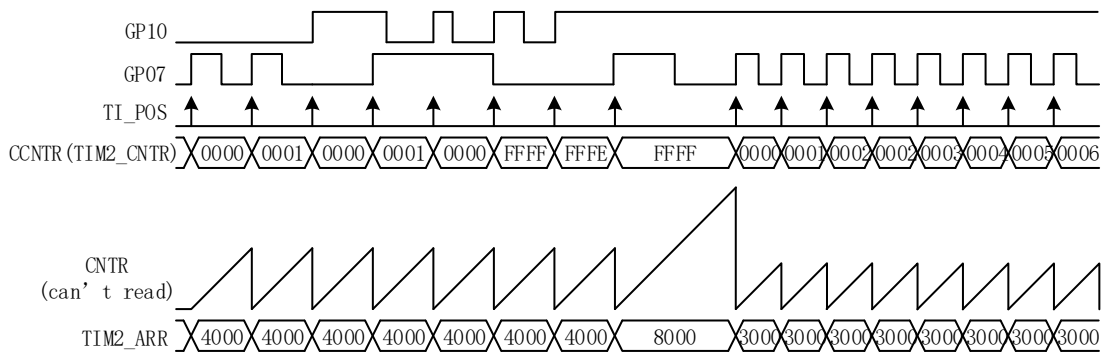 GP10
GP07
TI_POS
CCNTR(TIM2_CNTR) 0000 0001 0000 0001 0000 FFFF FFFE FFFF 0000 0001 0002 0002 0003 0004 0005 0006
CNTR
(can't read)
TIM2_ARR 4000 4000 4000 4000 4000 4000 4000 8000 3000 3000 3000 3000 3000 3000 3000 3000